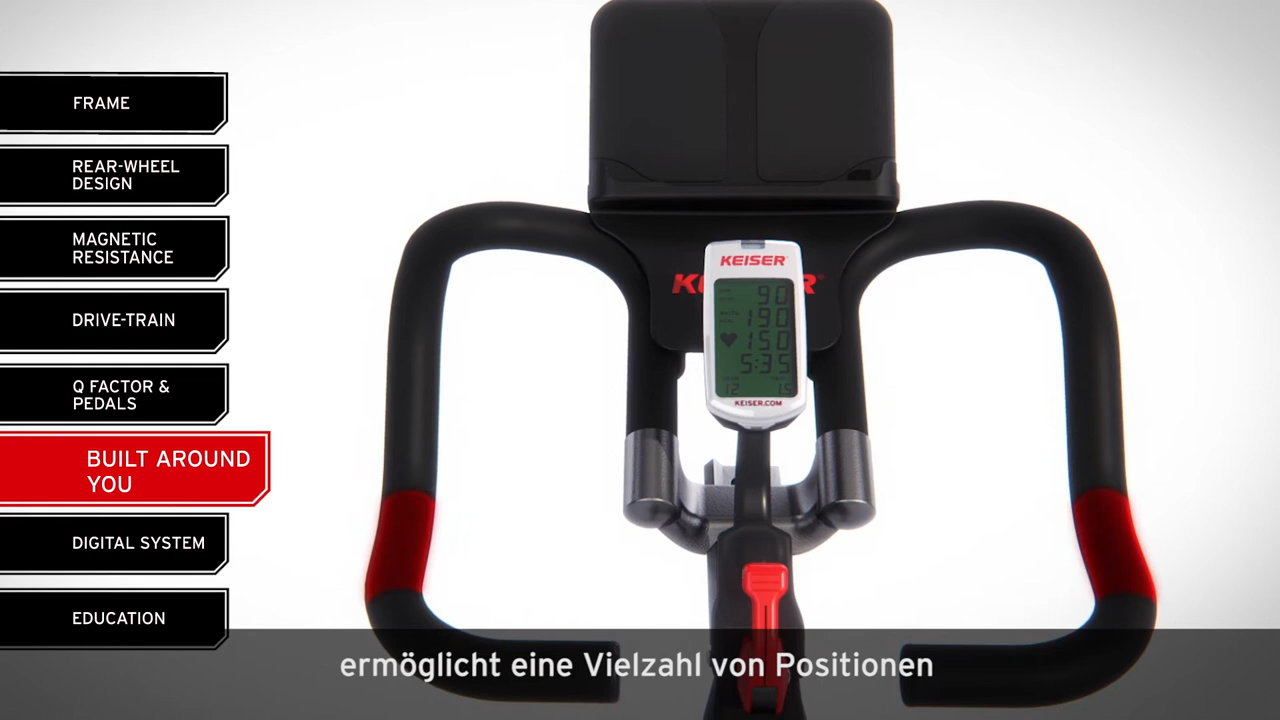 FRAME
REAR-WHEEL
DESIGN
MAGNETIC
RESISTANCE
DRIVE-TRAIN
Q FACTOR &
PEDALS
BUILT AROUND
YOU
DIGITAL SYSTEM
EDUCATION
KEISER
90
190
150
5:35
12 15
KEISER.COM
ermöglicht eine Vielzahl von Positionen